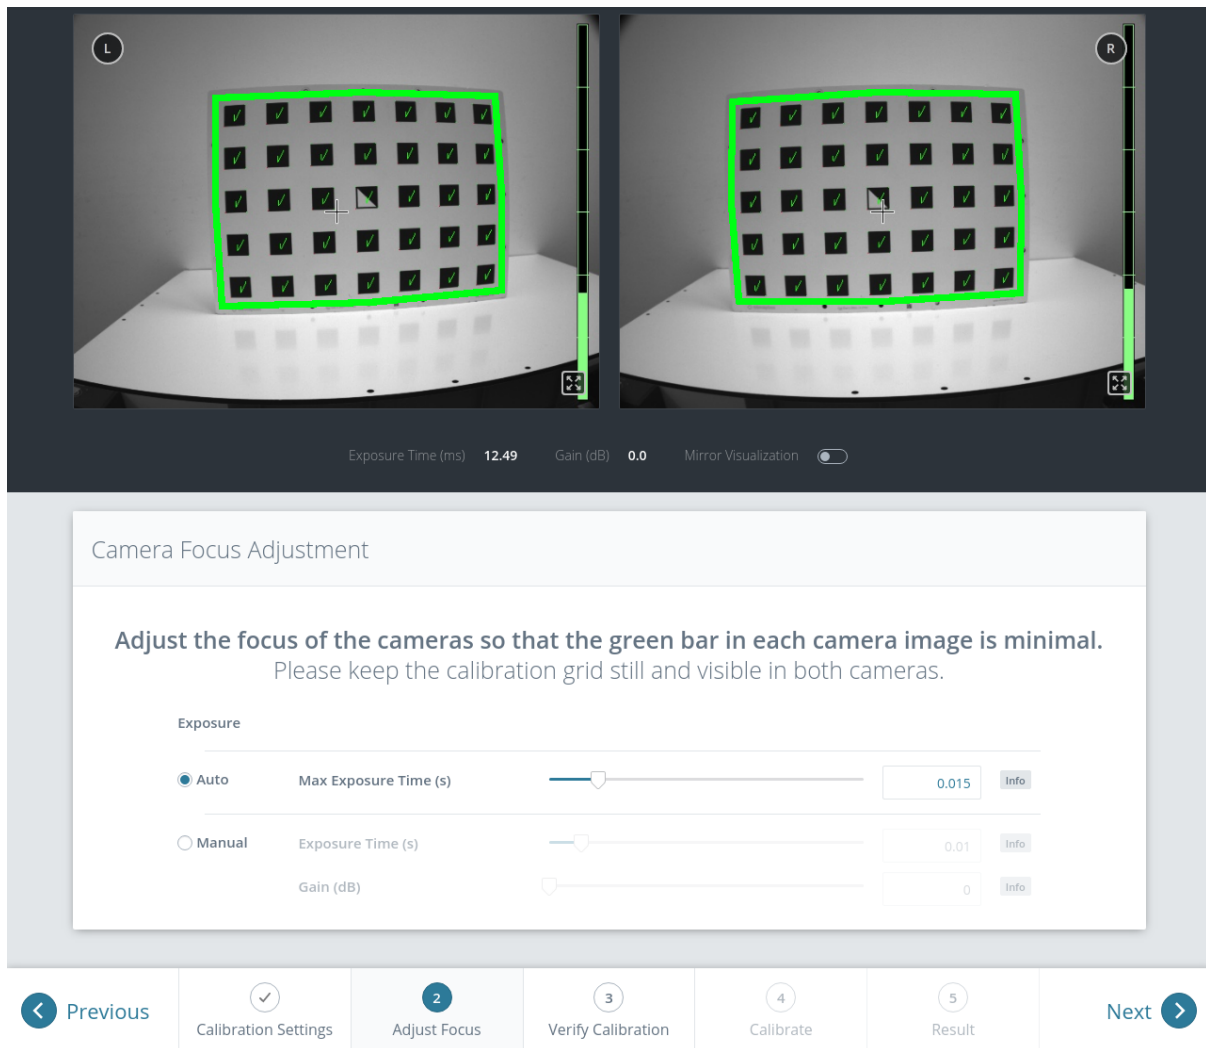 L
R
Exposure Time (ms) 12.49 Gain (dB) 0.0 Mirror Visualization
Camera Focus Adjustment
Adjust the focus of the cameras so that the green bar in each camera image is minimal.
Please keep the calibration grid still and visible in both cameras.
Exposure
Auto Max Exposure Time (s) 0.015 Info
Manual Exposure Time (s) 0.01 Info
Gain (dB) 0 Info
Previous
Calibration Settings
2
Adjust Focus
3
Verify Calibration
4
Calibrate
5
Result
Next